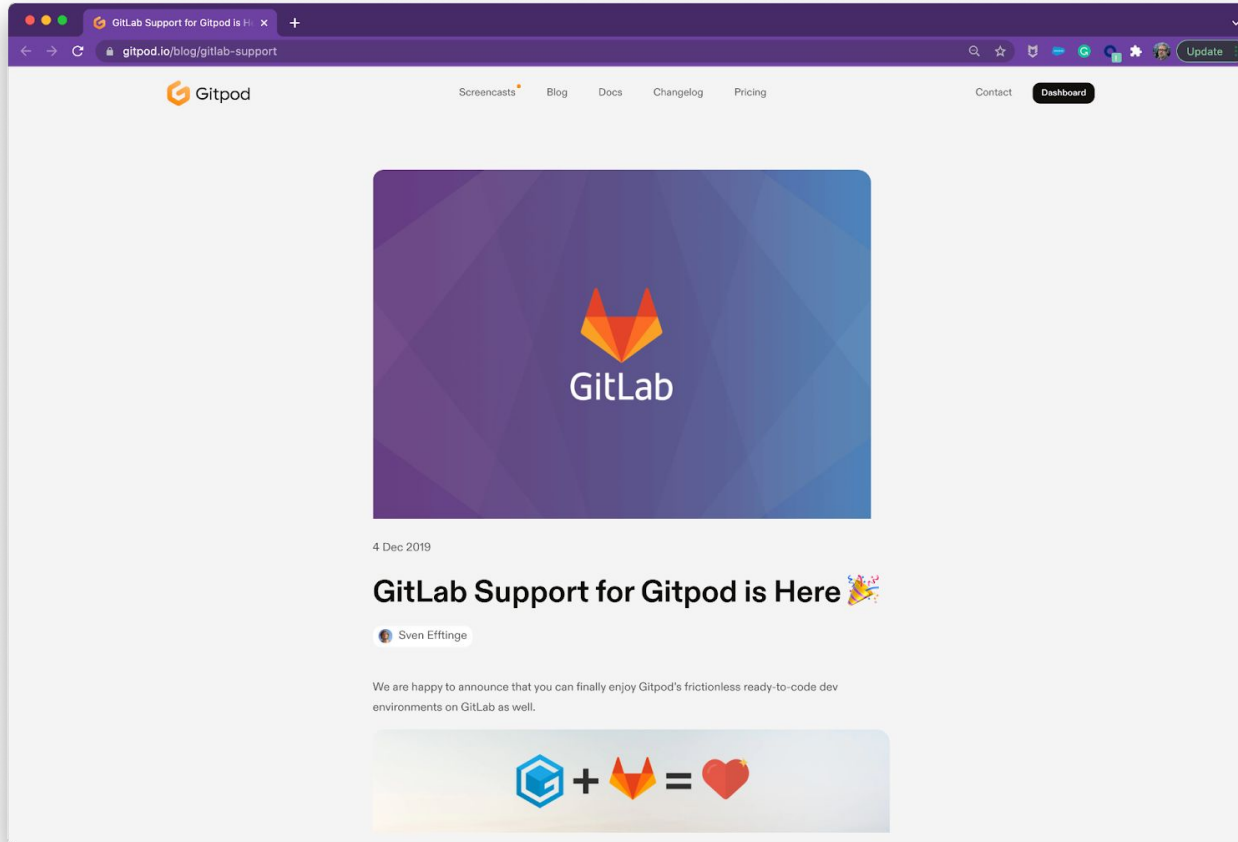 GitLab Support for Gitpod is H
gitpod.io/blog/gitlab-support
Update
Gitpod
Screencasts
Blog
Docs
Changelog
Pricing
Contact
Dashboard
GitLab
4 Dec 2019
GitLab Support for Gitpod is Here 🎉
Sven Efftinge
We are happy to announce that you can finally enjoy Gitpod's frictionless ready-to-code dev
environments on GitLab as well.
+ =